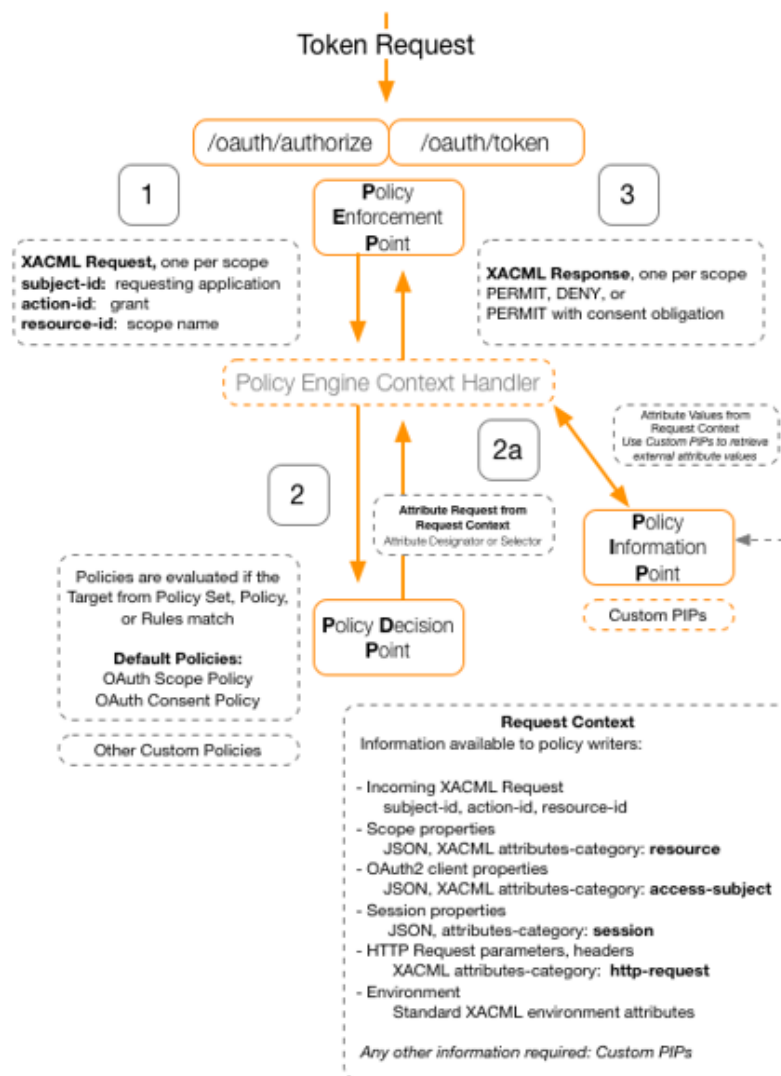 Token Request
/oauth/authorize
/oauth/token
1
Policy
Enforcement
Point
3
XACML Request, one per scope
subject-id: requesting application
action-id: grant
resource-id: scope name
XACML Response, one per scope
PERMIT, DENY, or
PERMIT with consent obligation
Policy Engine Context Handler
Attribute Values from
Request Context
Use Custom PIPs to retrieve
external attribute values
2a
2
Attribute Request from
Request Context
Attribute Designator or Selector
Policy
Information
Point
Custom PIPs
Policies are evaluated if the
Target from Policy Set, Policy,
or Rules match
Default Policies:
OAuth Scope Policy
OAuth Consent Policy
Other Custom Policies
Policy Decision
Point
Request Context
Information available to policy writers:
- Incoming XACML Request
subject-id, action-id, resource-id
- Scope properties
JSON, XACML attributes-category: resource
- OAuth2 client properties
JSON, XACML attributes-category: access-subject
- Session properties
JSON, attributes-category: session
- HTTP Request parameters, headers
XACML attributes-category: http-request
- Environment
Standard XACML environment attributes
Any other information required: Custom PIPs